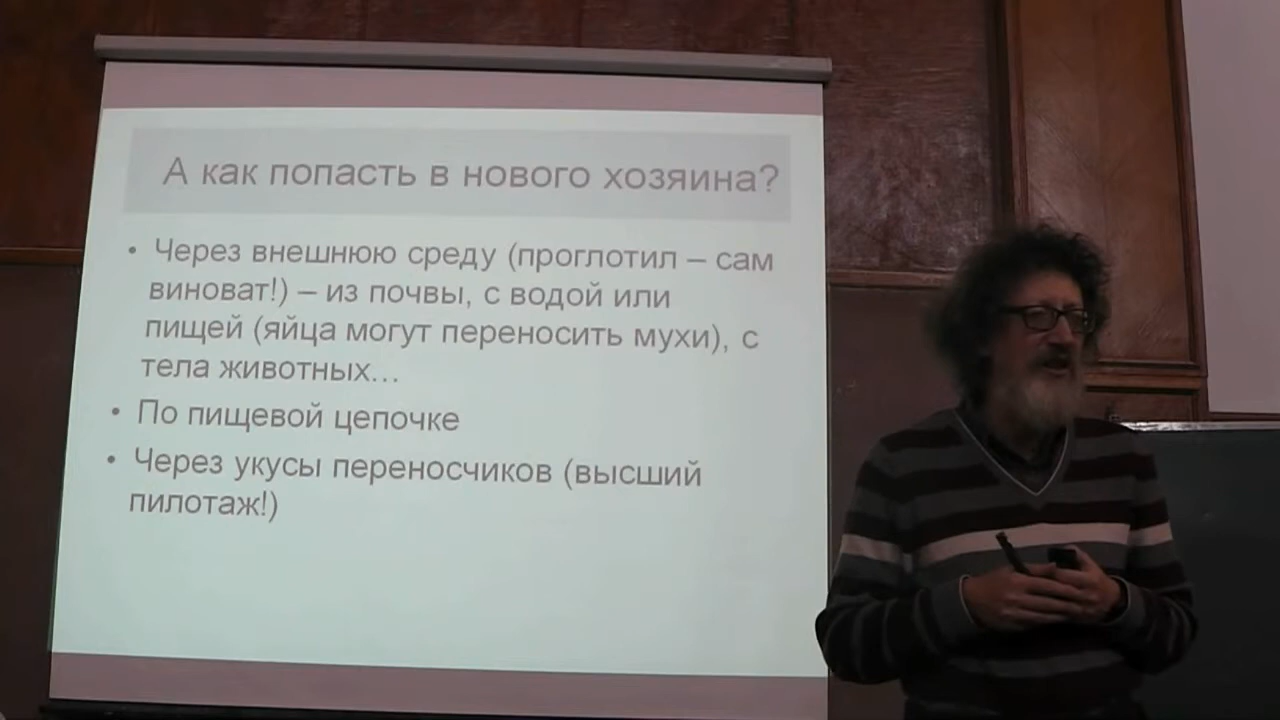 А как попасть в нового хозяина?
• Через внешнюю среду (проглотил – сам
виноват!) – из почвы, с водой или
пищей (яйца могут переносить мухи), с
тела животных…
• По пищевой цепочке
• Через укусы переносчиков (высший
пилотаж!)